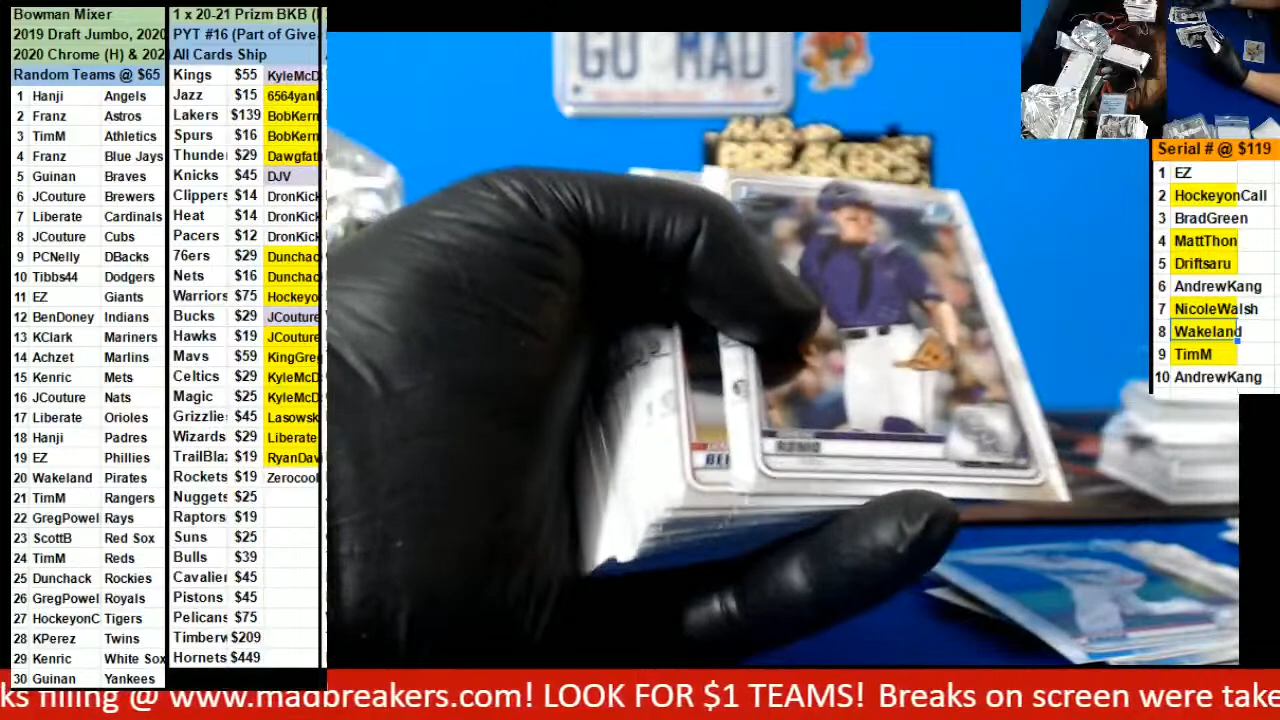 Bowman Mixer
2019 Draft Jumbo, 2020
2020 Chrome (H) & 202
Random Teams @ $65
1 Hanji Angels
2 Franz Astros
3 TimM Athletics
4 Franz Blue Jays
5 Guinan Braves
6 JCouture Brewers
7 Liberate Cardinals
8 JCouture Cubs
9 PCNelly DBacks
10 Tibbs44 Dodgers
11 EZ Giants
12 BenDoney Indians
13 KClark Mariners
14 Achzet Marlins
15 Kenric Mets
16 JCouture Nats
17 Liberate Orioles
18 Hanji Padres
19 EZ Phillies
20 Wakeland Pirates
21 TimM Rangers
22 GregPowel Rays
23 ScottB Red Sox
24 TimM Reds
25 Dunchack Rockies
26 GregPowel Royals
27 HockeyonC Tigers
28 KPerez Twins
29 Kenric White Sox
30 Guinan Yankees
1 x 20-21 Prizm BKB (
PYT #16 (Part of Give
All Cards Ship
Kings $55 KyleMcD
Jazz $15 6564yan
Lakers $139 BobKern
Spurs $16 BobKern
Thunde $29 Dawgfat
Knicks $45 DJV
Clippers $14 DronKick
Heat $14 DronKick
Pacers $12 DronKick
76ers $29 Dunchac
Nets $16 Dunchac
Warriors $75 Hockeyo
Bucks $29 JCouture
Hawks $19 JCouture
Mavs $59 KingGre
Celtics $29 KyleMcD
Magic $25 KyleMcD
Grizzlie $45 Lasowsk
Wizards $29 Liberate
TrailBla $19 RyanDav
Rockets $19 Zerocool
Nuggets $25
Raptors $19
Suns $25
Bulls $39
Cavalier $45
Pistons $45
Pelicans $75
Timberw $209
Hornets $449
GO MAD
MAD
BREAKERS
Serial # @ $119
1 EZ
2 HockeyonCall
3 BradGreen
4 MattThon
5 Driftsaru
6 AndrewKang
7 NicoleWalsh
8 Wakeland
9 TimM
10 AndrewKang
ks filling @ www.madbreakers.com! LOOK FOR $1 TEAMS! Breaks on screen were take